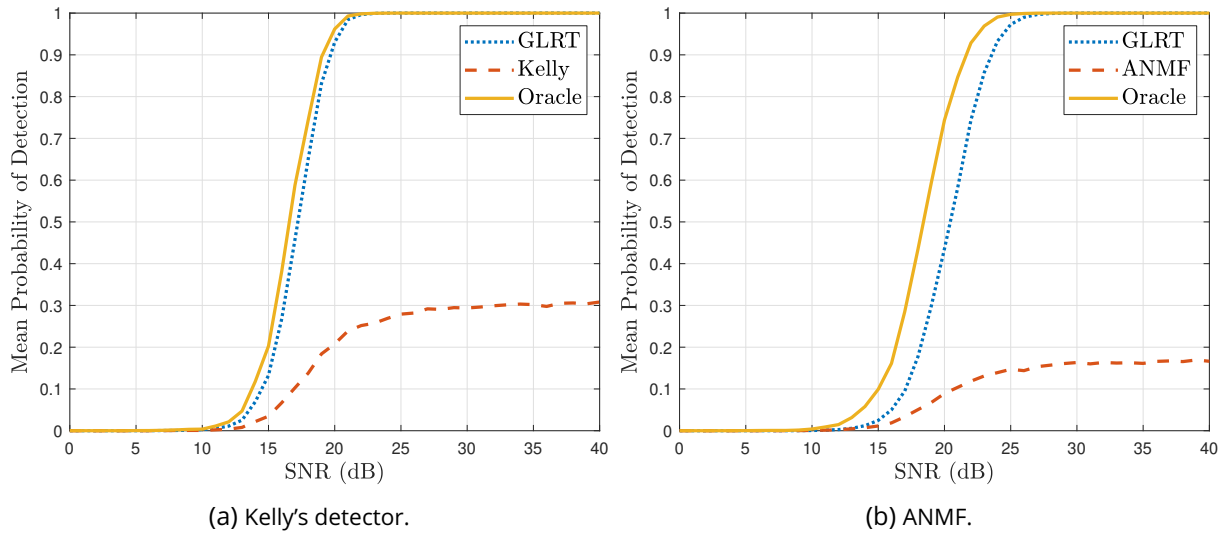 1
0.9
0.8
0.7
0.6
0.5
0.4
0.3
0.2
0.1
0
Mean Probability of Detection
0 5 10 15 20 25 30 35 40
SNR (dB)
GLRT
Kelly
Oracle
(a) Kelly's detector.
1
0.9
0.8
0.7
0.6
0.5
0.4
0.3
0.2
0.1
0
Mean Probability of Detection
0 5 10 15 20 25 30 35 40
SNR (dB)
GLRT
ANMF
Oracle
(b) ANMF.